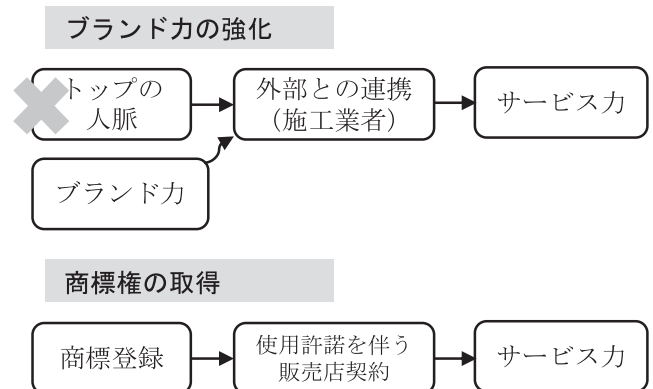 ブランド力の強化
トップの
人脈
外部との連携
（施工業者）
サービス力
ブランド力
商標権の取得
商標登録
使用許諾を伴う
販売店契約
サービス力